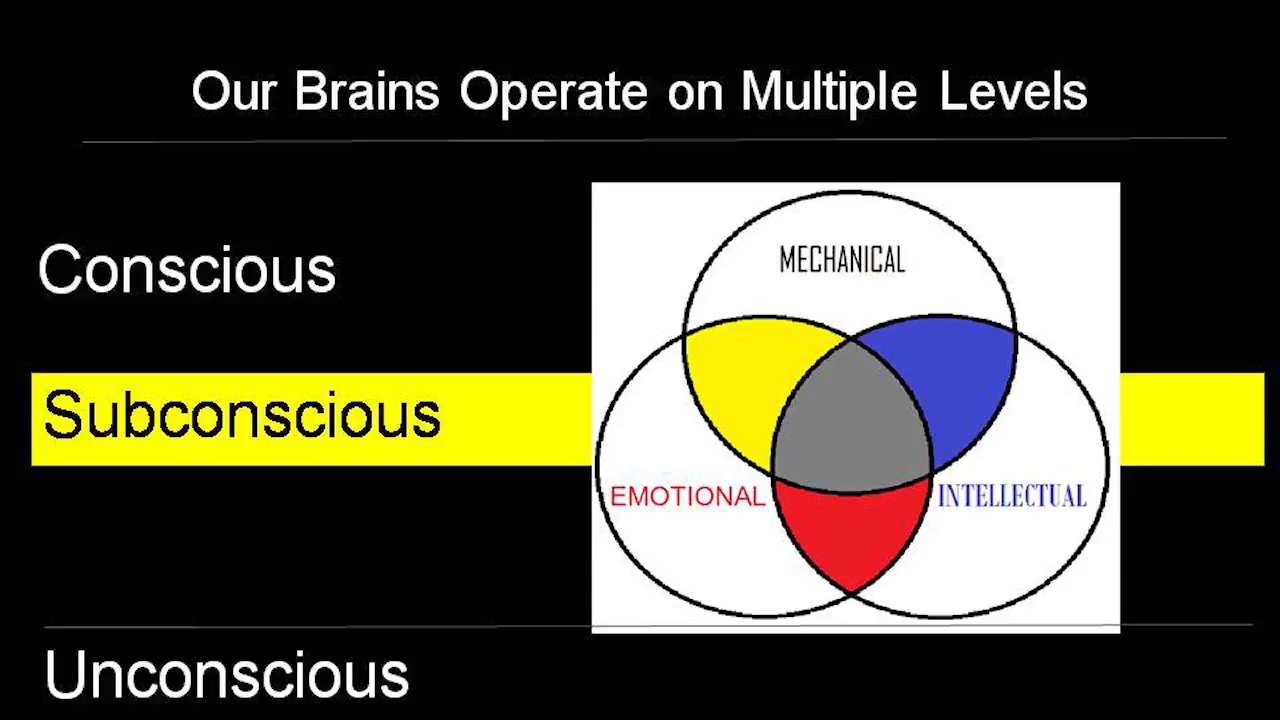 Our Brains Operate on Multiple Levels
Conscious
MECHANICAL
Subconscious
EMOTIONAL
INTELLECTUAL
Unconscious